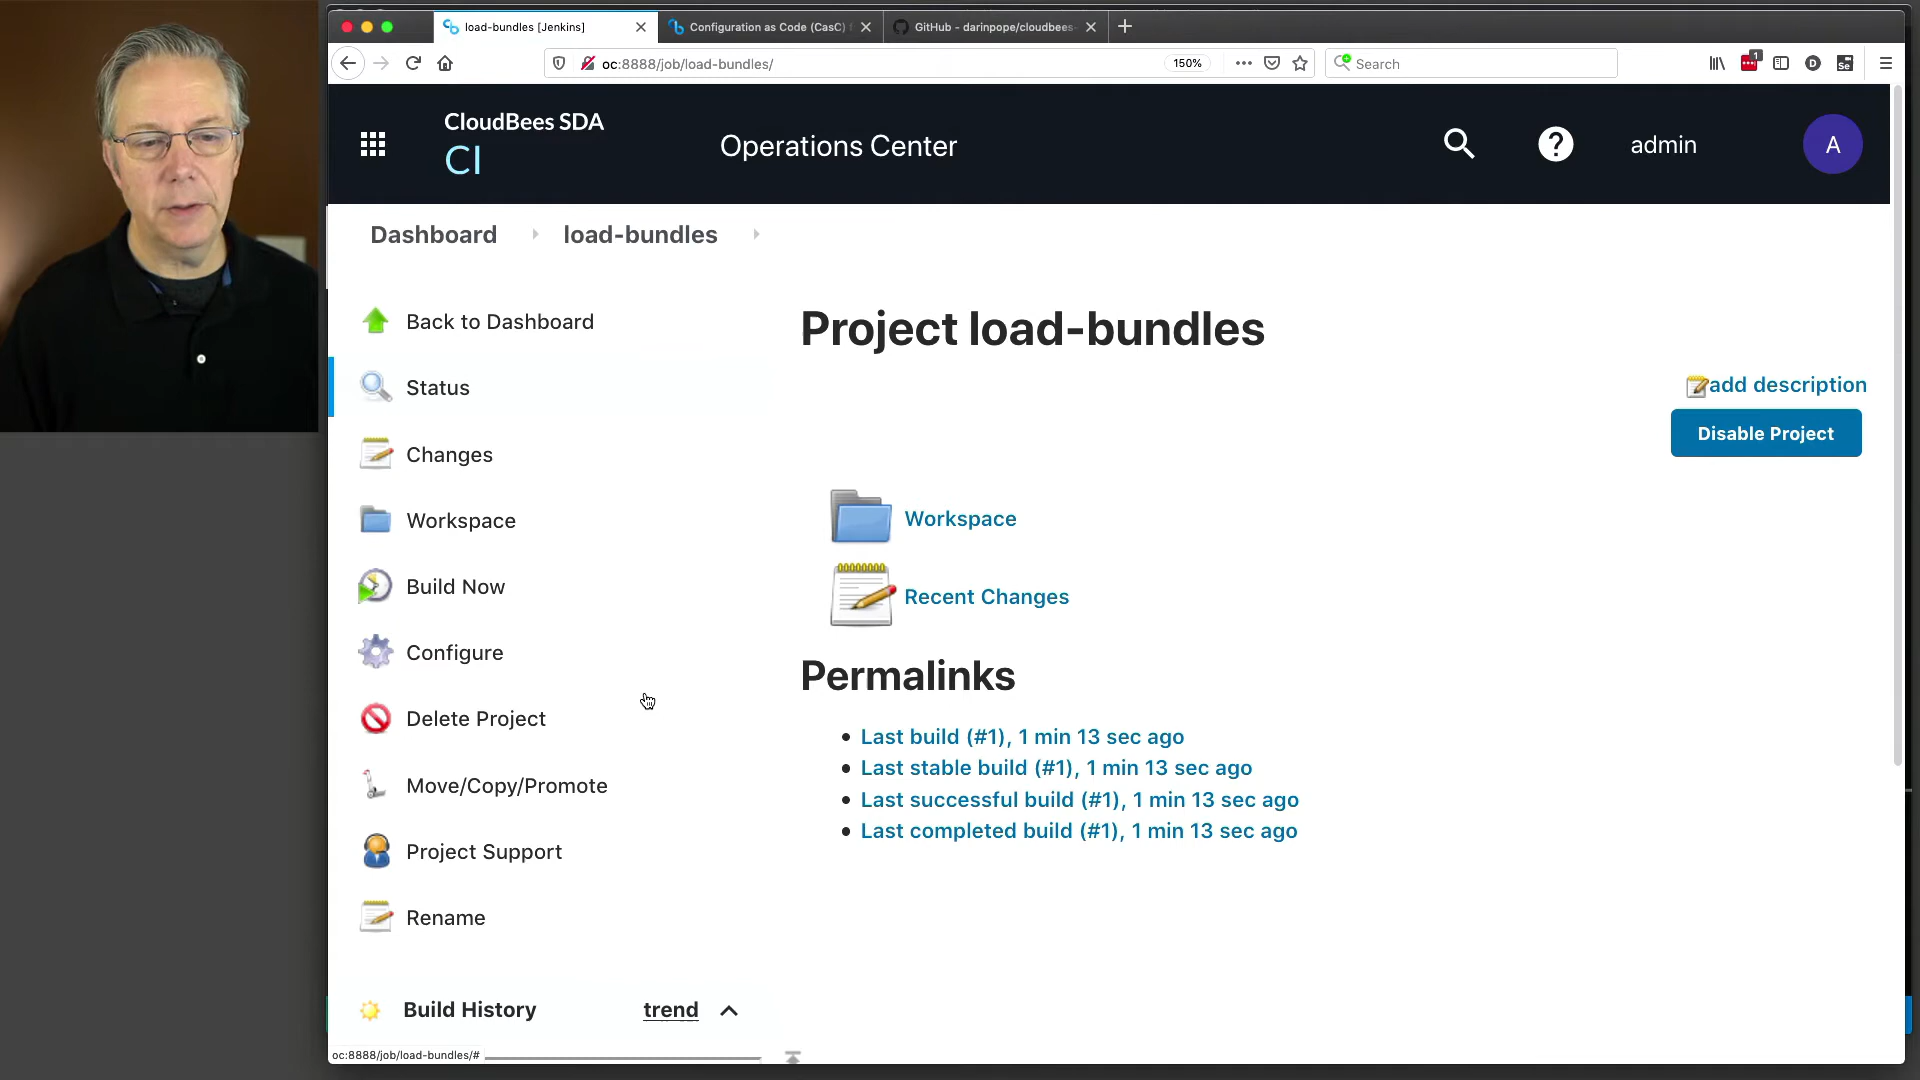 load-bundles [Jenkins]
Configuration as Code (CasC) f
GitHub - darinpope/cloudbees-
oc:8888/job/load-bundles/
150%
Search
1
D
Se
CloudBees SDA
CI
Operations Center
?
admin
A
Dashboard
load-bundles
Back to Dashboard
Status
Changes
Workspace
Build Now
Configure
Delete Project
Move/Copy/Promote
Project Support
Rename
Build History
trend
Project load-bundles
add description
Disable Project
Workspace
Recent Changes
Permalinks
Last build (#1), 1 min 13 sec ago
Last stable build (#1), 1 min 13 sec ago
Last successful build (#1), 1 min 13 sec ago
Last completed build (#1), 1 min 13 sec ago
oc:8888/job/load-bundles/#